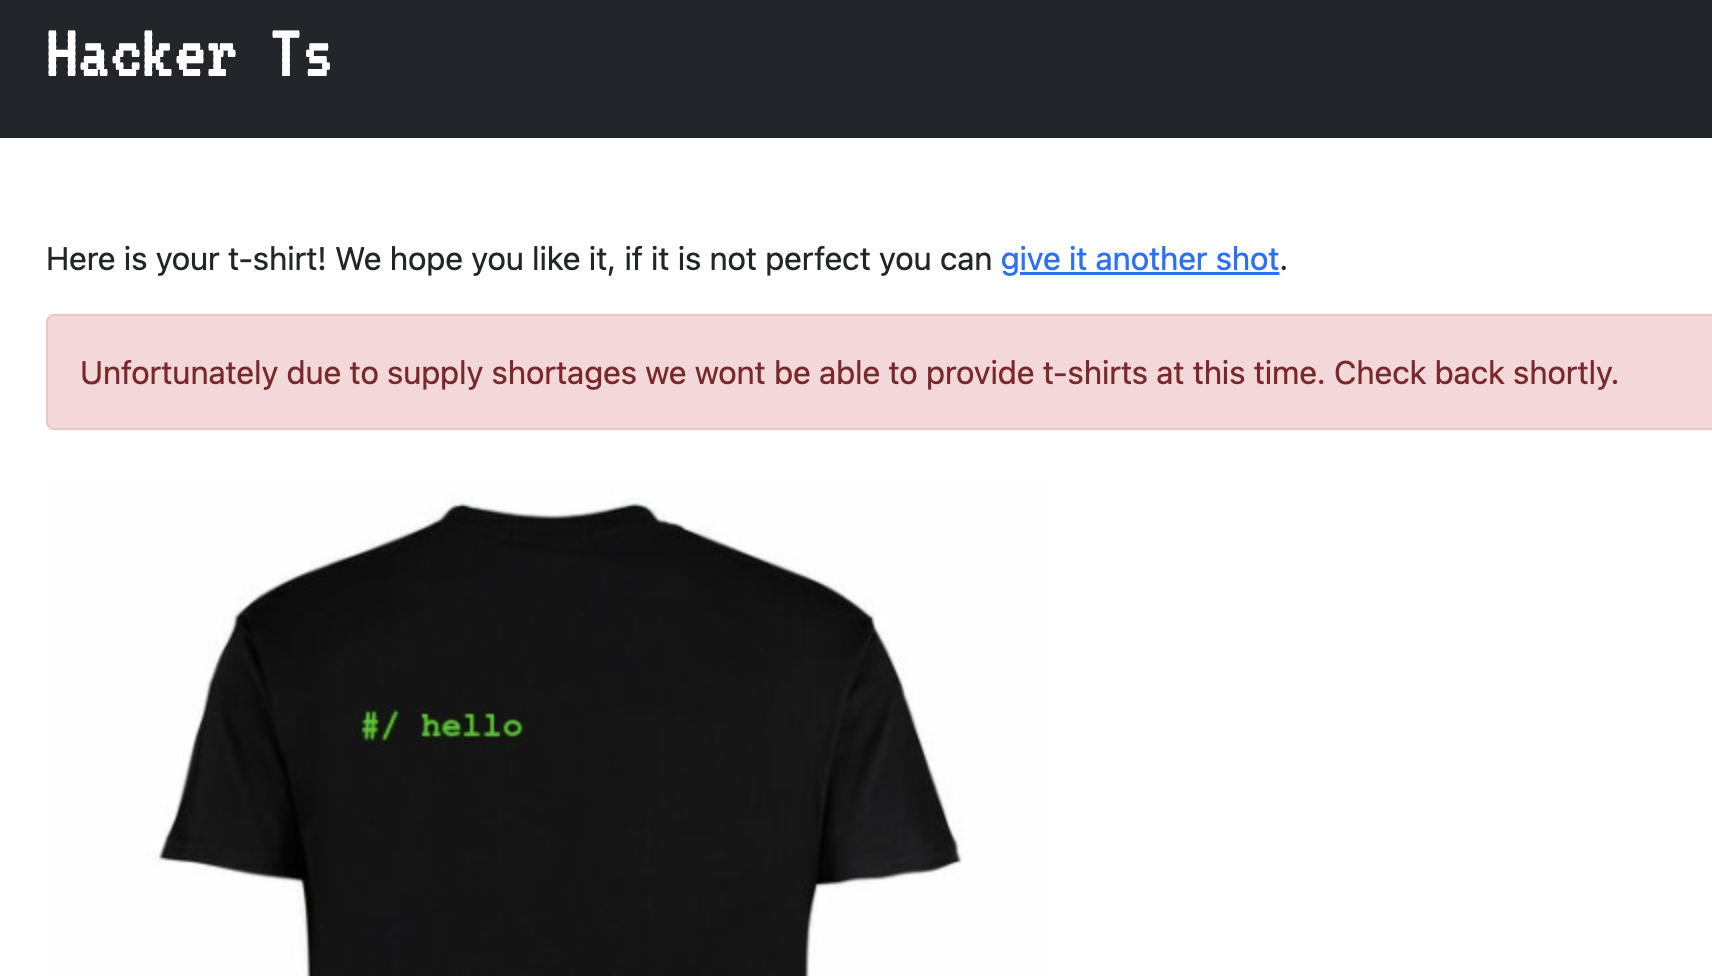 Hacker Ts
Here is your t-shirt! We hope you like it, if it is not perfect you can give it another shot.
Unfortunately due to supply shortages we wont be able to provide t-shirts at this time. Check back shortly.
#/ hello